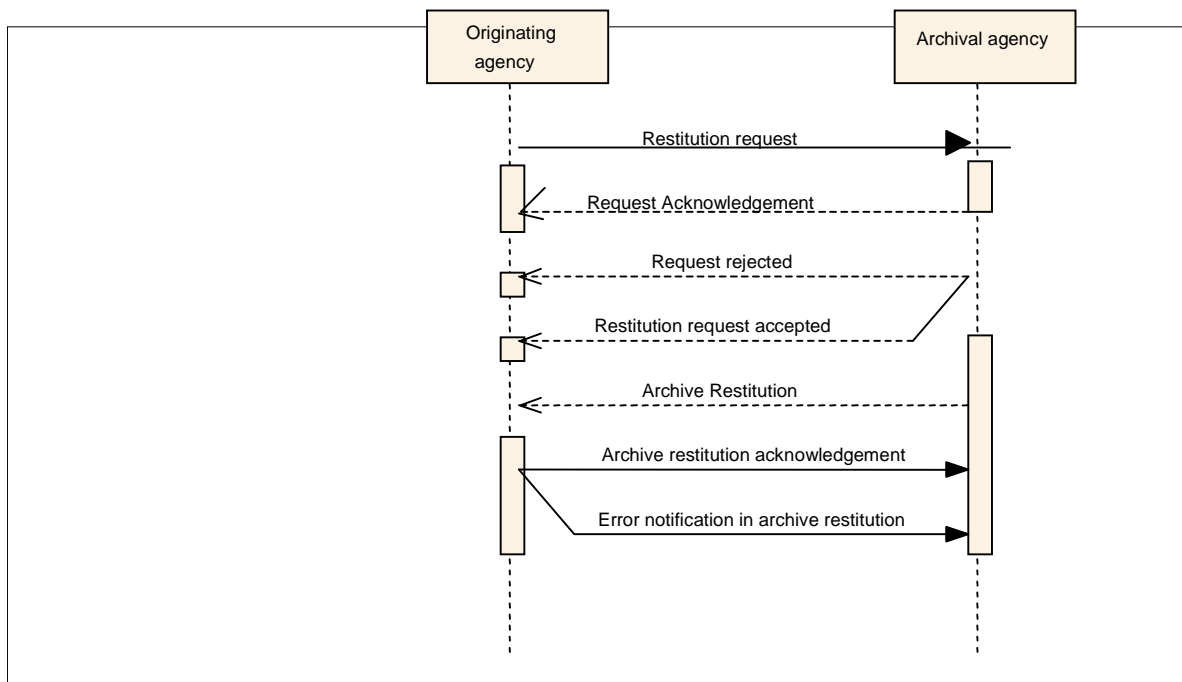 Originating
agency
Archival agency
Restitution request
Request Acknowledgement
Request rejected
Restitution request accepted
Archive Restitution
Archive restitution acknowledgement
Error notification in archive restitution